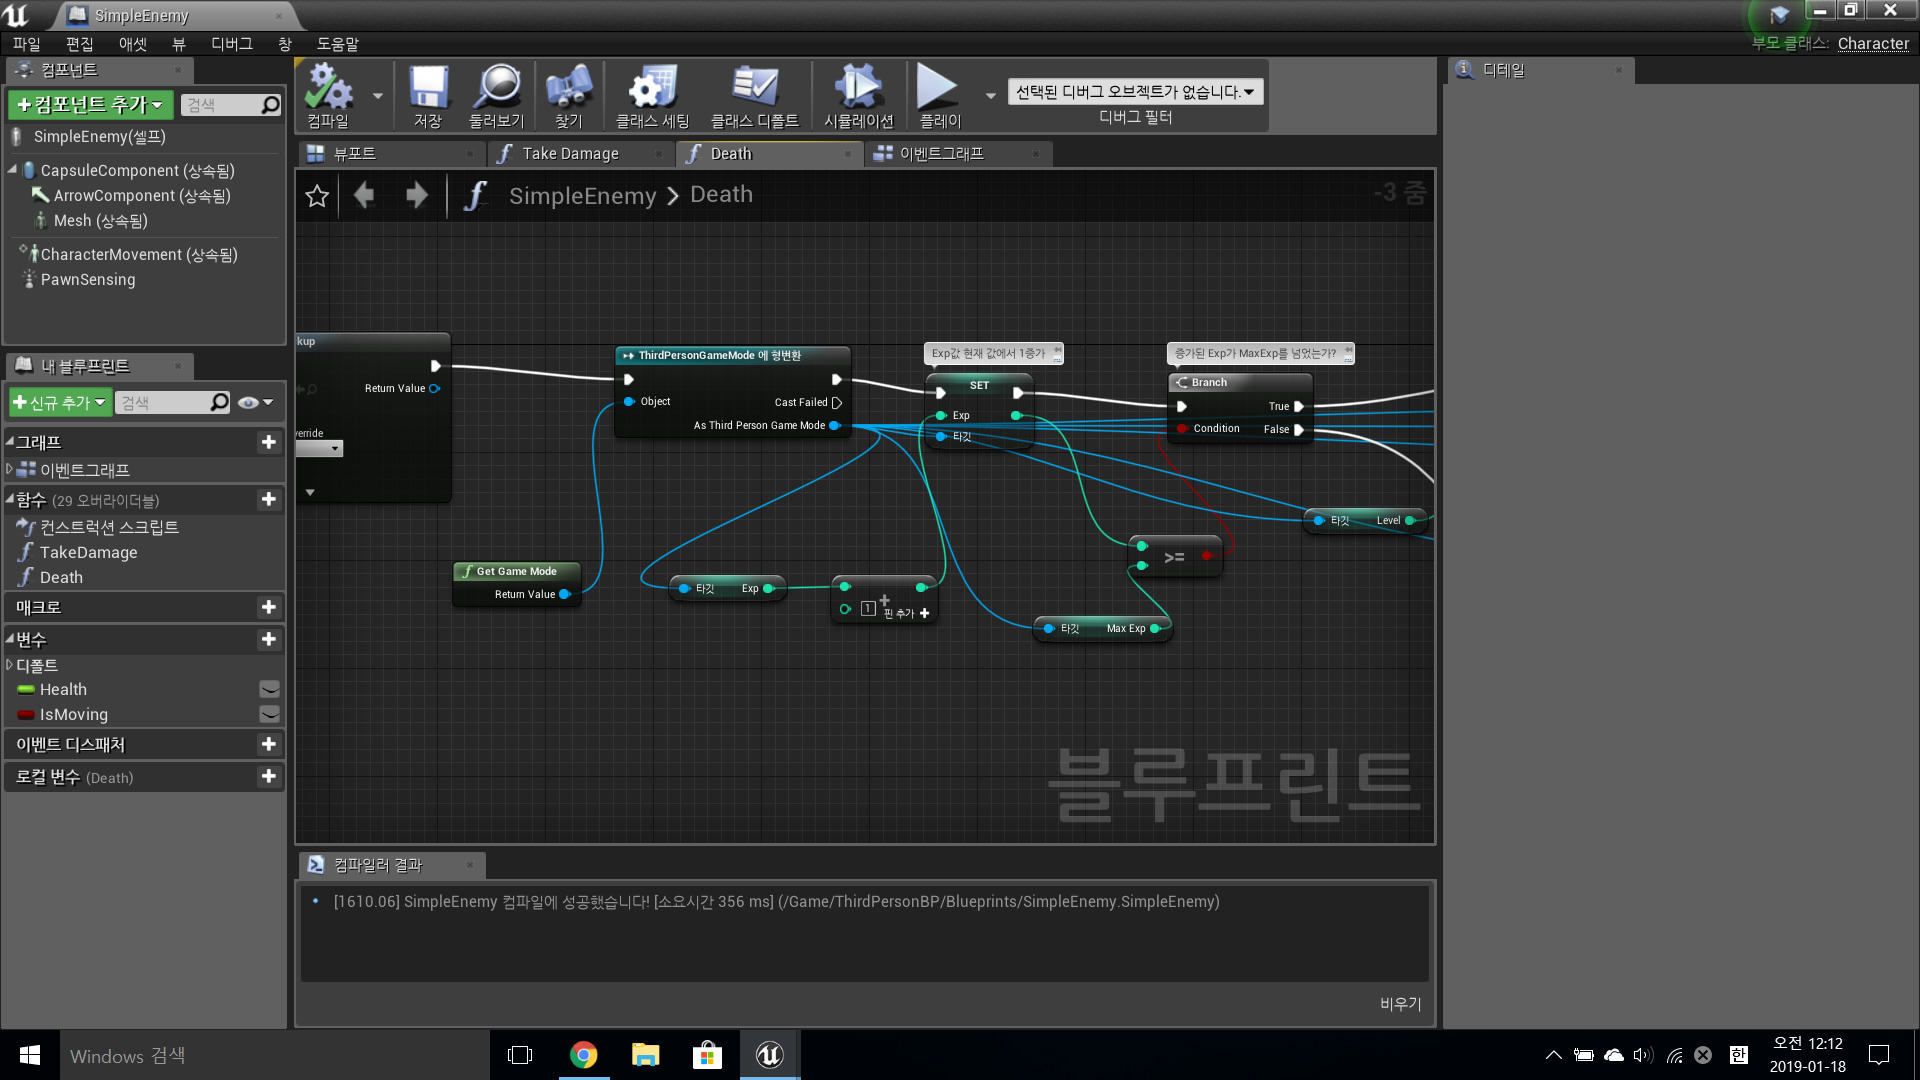 SimpleEnemy
파일 편집 애셋 뷰 디버그 창 도움말
부모 클래스: Character
컴포넌트
+컴포넌트 추가
검색
SimpleEnemy(셀프)
CapsuleComponent (상속됨)
ArrowComponent (상속됨)
Mesh (상속됨)
CharacterMovement (상속됨)
PawnSensing
내 블루프린트
+신규 추가
검색
그래프
이벤트그래프
함수 (29 오버라이더블)
컨스트럭션 스크립트
TakeDamage
Death
매크로
변수
디폴트
Health
IsMoving
이벤트 디스패처
로컬 변수 (Death)
컴파일
저장
둘러보기
찾기
클래스 세팅
클래스 디폴트
시뮬레이션
플레이
선택된 디버그 오브젝트가 없습니다.
디버그 필터
뷰포트
Take Damage
Death
이벤트그래프
SimpleEnemy > Death
-3 줌
kup
Return Value
erride
ThirdPersonGameMode 에 형변환
Object
Cast Failed
As Third Person Game Mode
Get Game Mode
Return Value
Exp값 현재 값에서 1증가
SET
Exp
타깃
증가된 Exp가 MaxExp를 넘었는가?
Branch
True
Condition
False
타깃 Level
>=
타깃 Exp
1
핀 추가 +
타깃 Max Exp
블루프린트
컴파일러 결과
[1610.06] SimpleEnemy 컴파일에 성공했습니다! [소요시간 356 ms] (/Game/ThirdPersonBP/Blueprints/SimpleEnemy.SimpleEnemy)
비우기
디테일
Windows 검색
한
오전 12:12
2019-01-18